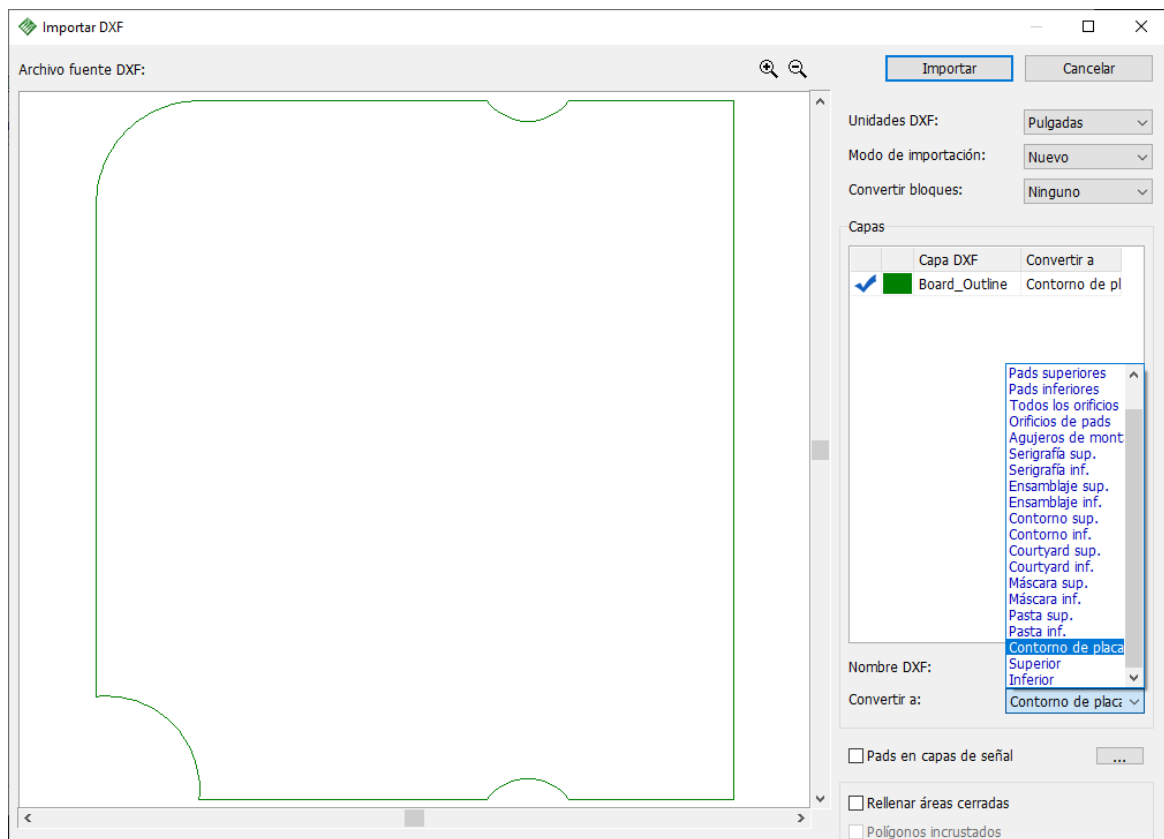 Importar DXF
Archivo fuente DXF:
Importar
Cancelar
Unidades DXF:
Pulgadas
Modo de importación:
Nuevo
Convertir bloques:
Ninguno
Capas
Capa DXF
Convertir a
Board_Outline
Contorno de pl
Pads superiores
Pads inferiores
Todos los orificios
Orificios de pads
Agujeros de mont
Serigrafía sup.
Serigrafía inf.
Ensamblaje sup.
Ensamblaje inf.
Contorno sup.
Contorno inf.
Courtyard sup.
Courtyard inf.
Máscara sup.
Máscara inf.
Pasta sup.
Pasta inf.
Contorno de placa
Superior
Inferior
Nombre DXF:
Convertir a:
Contorno de placa
Pads en capas de señal
...
Rellenar áreas cerradas
Polígonos incrustados